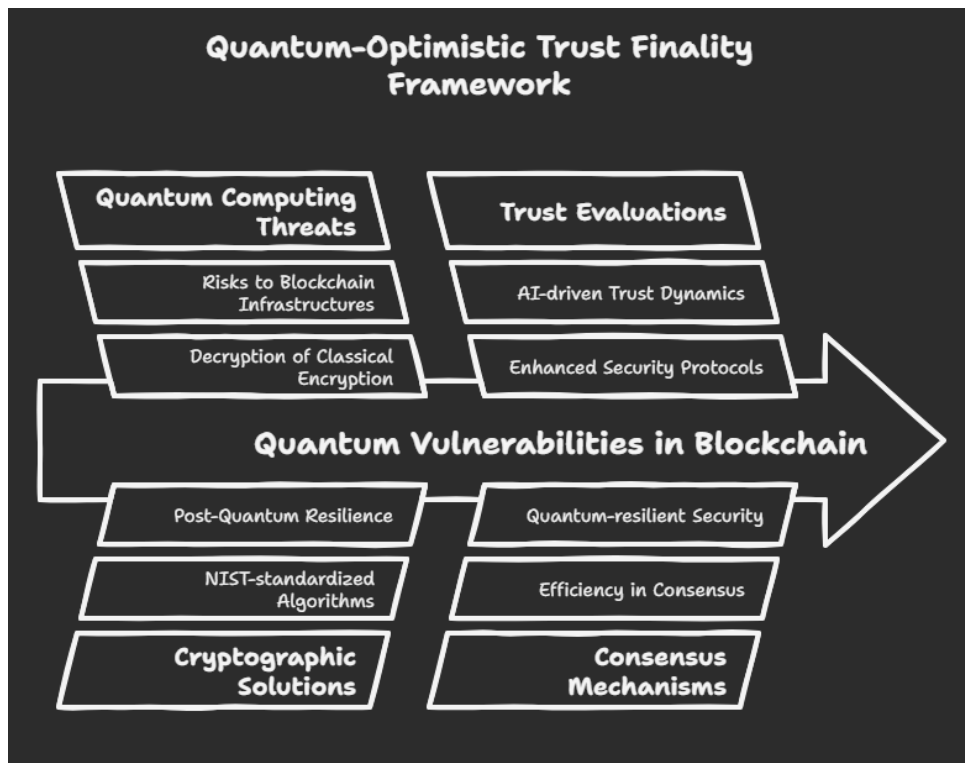 Quantum-Optimistic Trust Finality
Framework
Quantum Computing
Threats
Risks to Blockchain
Infrastructures
Decryption of Classical
Encryption
Trust Evaluations
AI-driven Trust Dynamics
Enhanced Security Protocols
Quantum Vulnerabilities in Blockchain
Post-Quantum Resilience
NIST-standardized
Algorithms
Cryptographic
Solutions
Quantum-resilient Security
Efficiency in Consensus
Consensus
Mechanisms